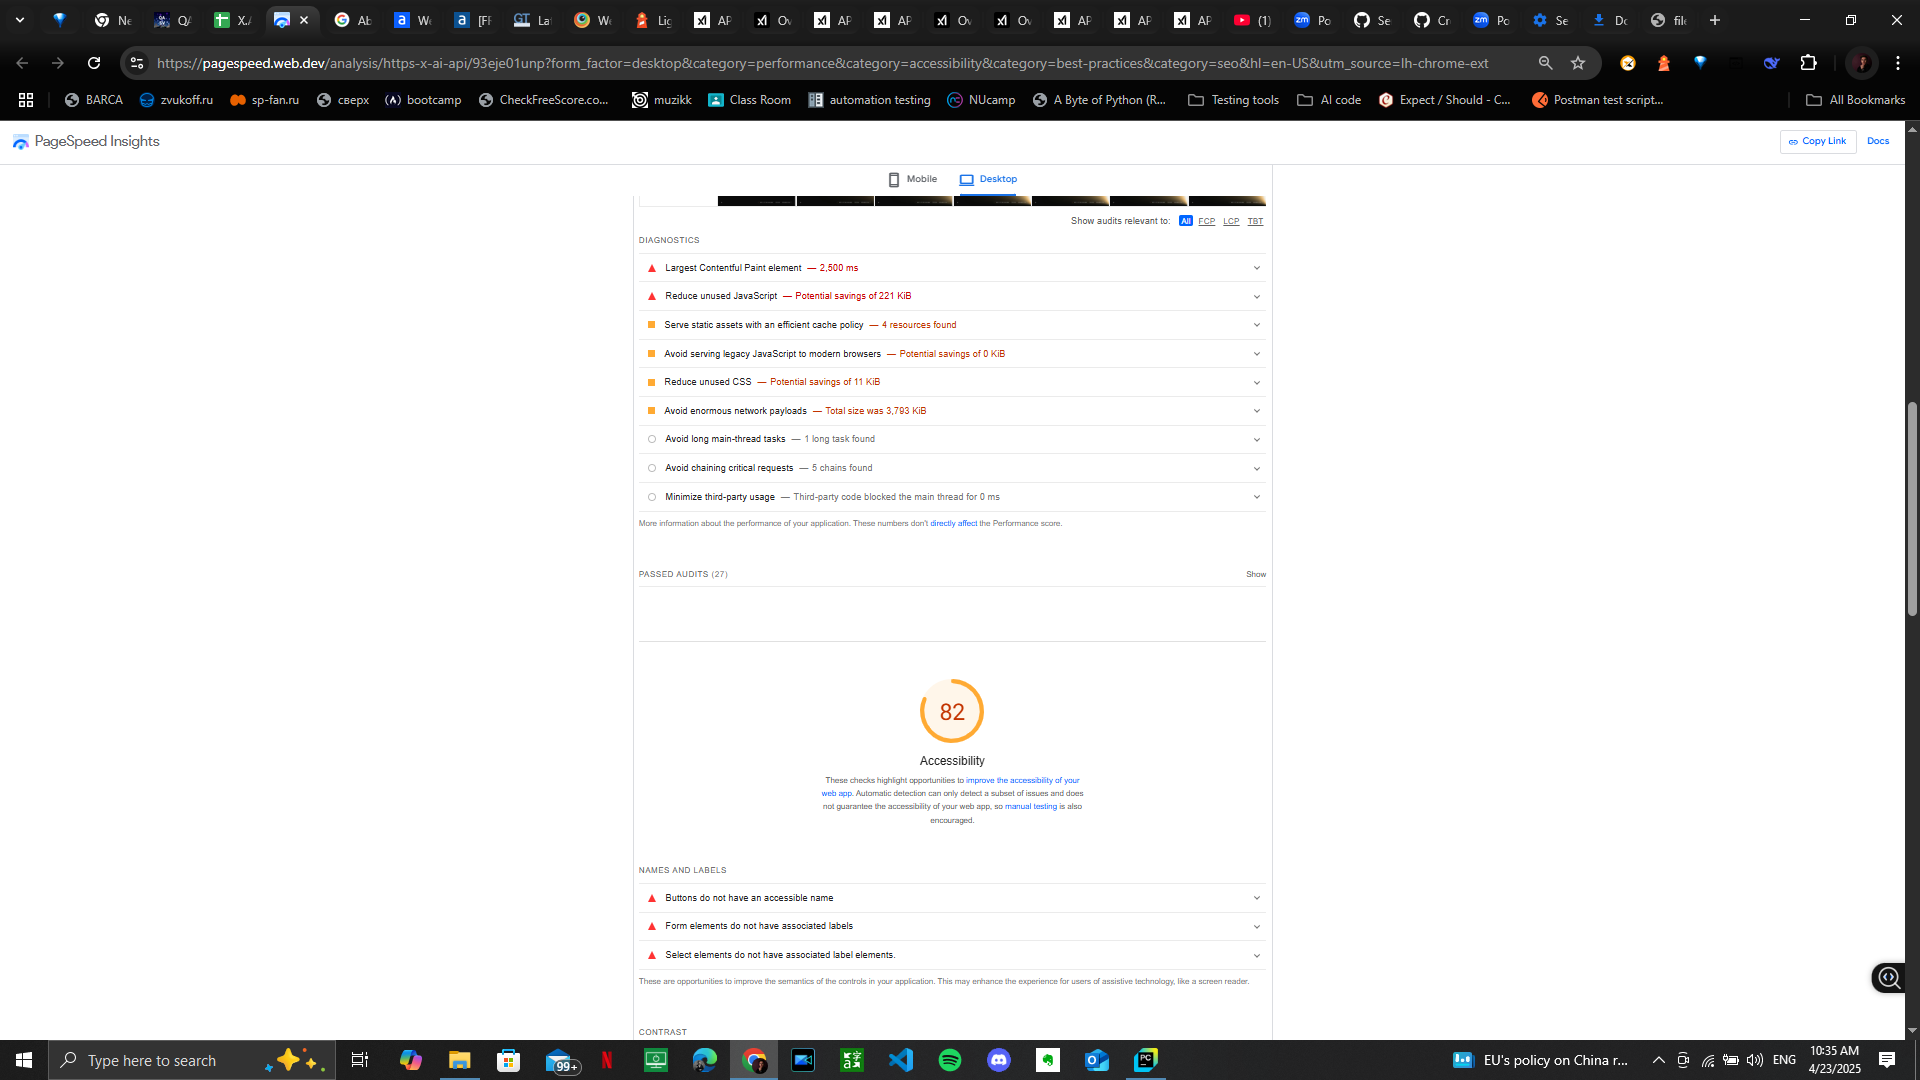 Ne
QA
X.A
Ab
We
[FF
La
We
Lig
AP
Ov
AP
AP
Ov
Ov
AP
AP
AP
(1)
Po
Se
Cr
Po
Se
Do
file
https://pagespeed.web.dev/analysis/https-x-ai-api/93eje01unp?form_factor=desktop&category=performance&category=accessibility&category=best-practices&category=seo&hl=en-US&utm_source=lh-chrome-ext
BARCA zvukoff.ru sp-fan.ru сверх bootcamp CheckFreeScore.co... muzikk Class Room automation testing NUcamp A Byte of Python (R... Testing tools AI code Expect / Should - C... Postman test script... All Bookmarks
PageSpeed Insights
Copy Link Docs
Mobile Desktop
Show audits relevant to: All FCP LCP TBT
DIAGNOSTICS
Largest Contentful Paint element — 2,500 ms
Reduce unused JavaScript — Potential savings of 221 KiB
Serve static assets with an efficient cache policy — 4 resources found
Avoid serving legacy JavaScript to modern browsers — Potential savings of 0 KiB
Reduce unused CSS — Potential savings of 11 KiB
Avoid enormous network payloads — Total size was 3,793 KiB
Avoid long main-thread tasks — 1 long task found
Avoid chaining critical requests — 5 chains found
Minimize third-party usage — Third-party code blocked the main thread for 0 ms
More information about the performance of your application. These numbers don't directly affect the Performance score.
PASSED AUDITS (27) Show
82
Accessibility
These checks highlight opportunities to improve the accessibility of your
web app. Automatic detection can only detect a subset of issues and does
not guarantee the accessibility of your web app, so manual testing is also
encouraged.
NAMES AND LABELS
Buttons do not have an accessible name
Form elements do not have associated labels
Select elements do not have associated label elements.
These are opportunities to improve the semantics of the controls in your application. This may enhance the experience for users of assistive technology, like a screen reader.
CONTRAST
Type here to search
99+
EU's policy on China r...
ENG
10:35 AM
4/23/2025